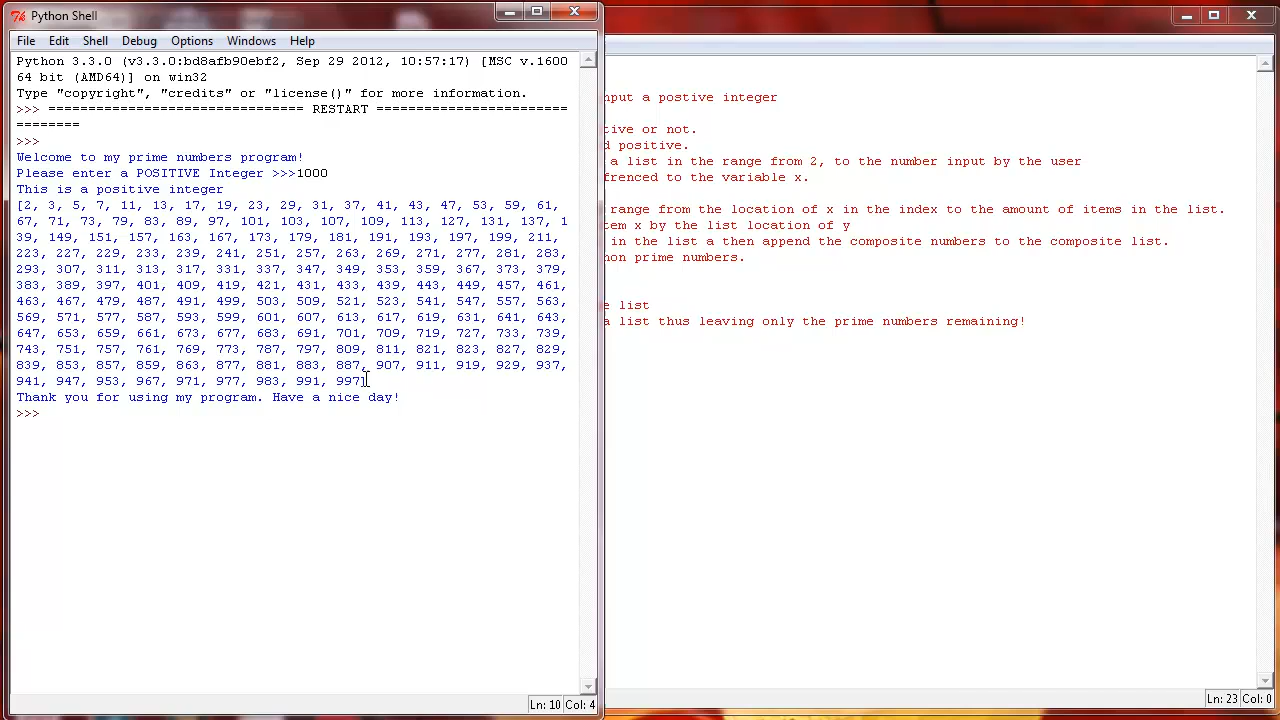 Python Shell
File Edit Shell Debug Options Windows Help
Python 3.3.0 (v3.3.0:bd8afb90ebf2, Sep 29 2012, 10:57:17) [MSC v.1600
64 bit (AMD64)] on win32
Type "copyright", "credits" or "license()" for more information.
>>> ================================ RESTART ========================
========
>>>
Welcome to my prime numbers program!
Please enter a POSITIVE Integer >>>1000
This is a positive integer
[2, 3, 5, 7, 11, 13, 17, 19, 23, 29, 31, 37, 41, 43, 47, 53, 59, 61,
67, 71, 73, 79, 83, 89, 97, 101, 103, 107, 109, 113, 127, 131, 137, 1
39, 149, 151, 157, 163, 167, 173, 179, 181, 191, 193, 197, 199, 211,
223, 227, 229, 233, 239, 241, 251, 257, 263, 269, 271, 277, 281, 283,
293, 307, 311, 313, 317, 331, 337, 347, 349, 353, 359, 367, 373, 379,
383, 389, 397, 401, 409, 419, 421, 431, 433, 439, 443, 449, 457, 461,
463, 467, 479, 487, 491, 499, 503, 509, 521, 523, 541, 547, 557, 563,
569, 571, 577, 587, 593, 599, 601, 607, 613, 617, 619, 631, 641, 643,
647, 653, 659, 661, 673, 677, 683, 691, 701, 709, 719, 727, 733, 739,
743, 751, 757, 761, 769, 773, 787, 797, 809, 811, 821, 823, 827, 829,
839, 853, 857, 859, 863, 877, 881, 883, 887, 907, 911, 919, 929, 937,
941, 947, 953, 967, 971, 977, 983, 991, 997]
Thank you for using my program. Have a nice day!
>>>
Ln: 10 Col: 4
input a postive integer
tive or not.
d positive.
a list in the range from 2, to the number input by the user
frenced to the variable x.
range from the location of x in the index to the amount of items in the list.
tem x by the list location of y
in the list a then append the composite numbers to the composite list.
non prime numbers.
e list
a list thus leaving only the prime numbers remaining!
Ln: 23 Col: 0